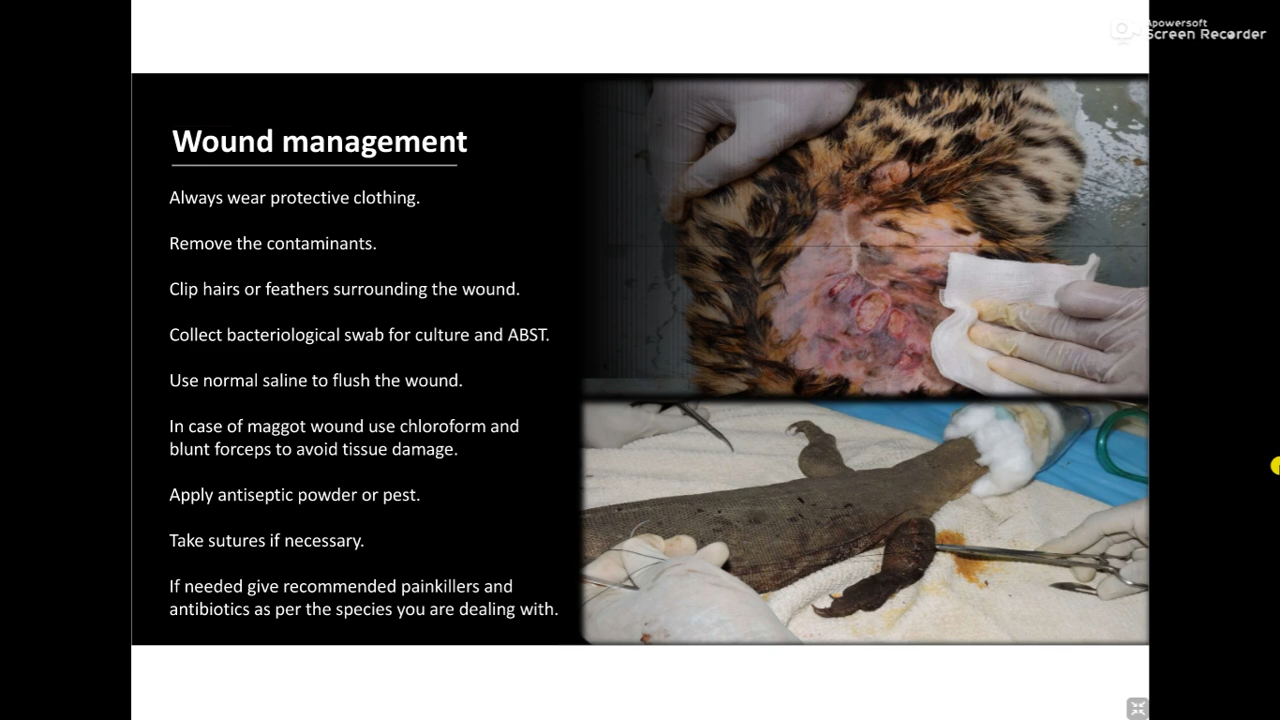 Apowersoft
Screen Recorder
Wound management
Always wear protective clothing.
Remove the contaminants.
Clip hairs or feathers surrounding the wound.
Collect bacteriological swab for culture and ABST.
Use normal saline to flush the wound.
In case of maggot wound use chloroform and
blunt forceps to avoid tissue damage.
Apply antiseptic powder or pest.
Take sutures if necessary.
If needed give recommended painkillers and
antibiotics as per the species you are dealing with.